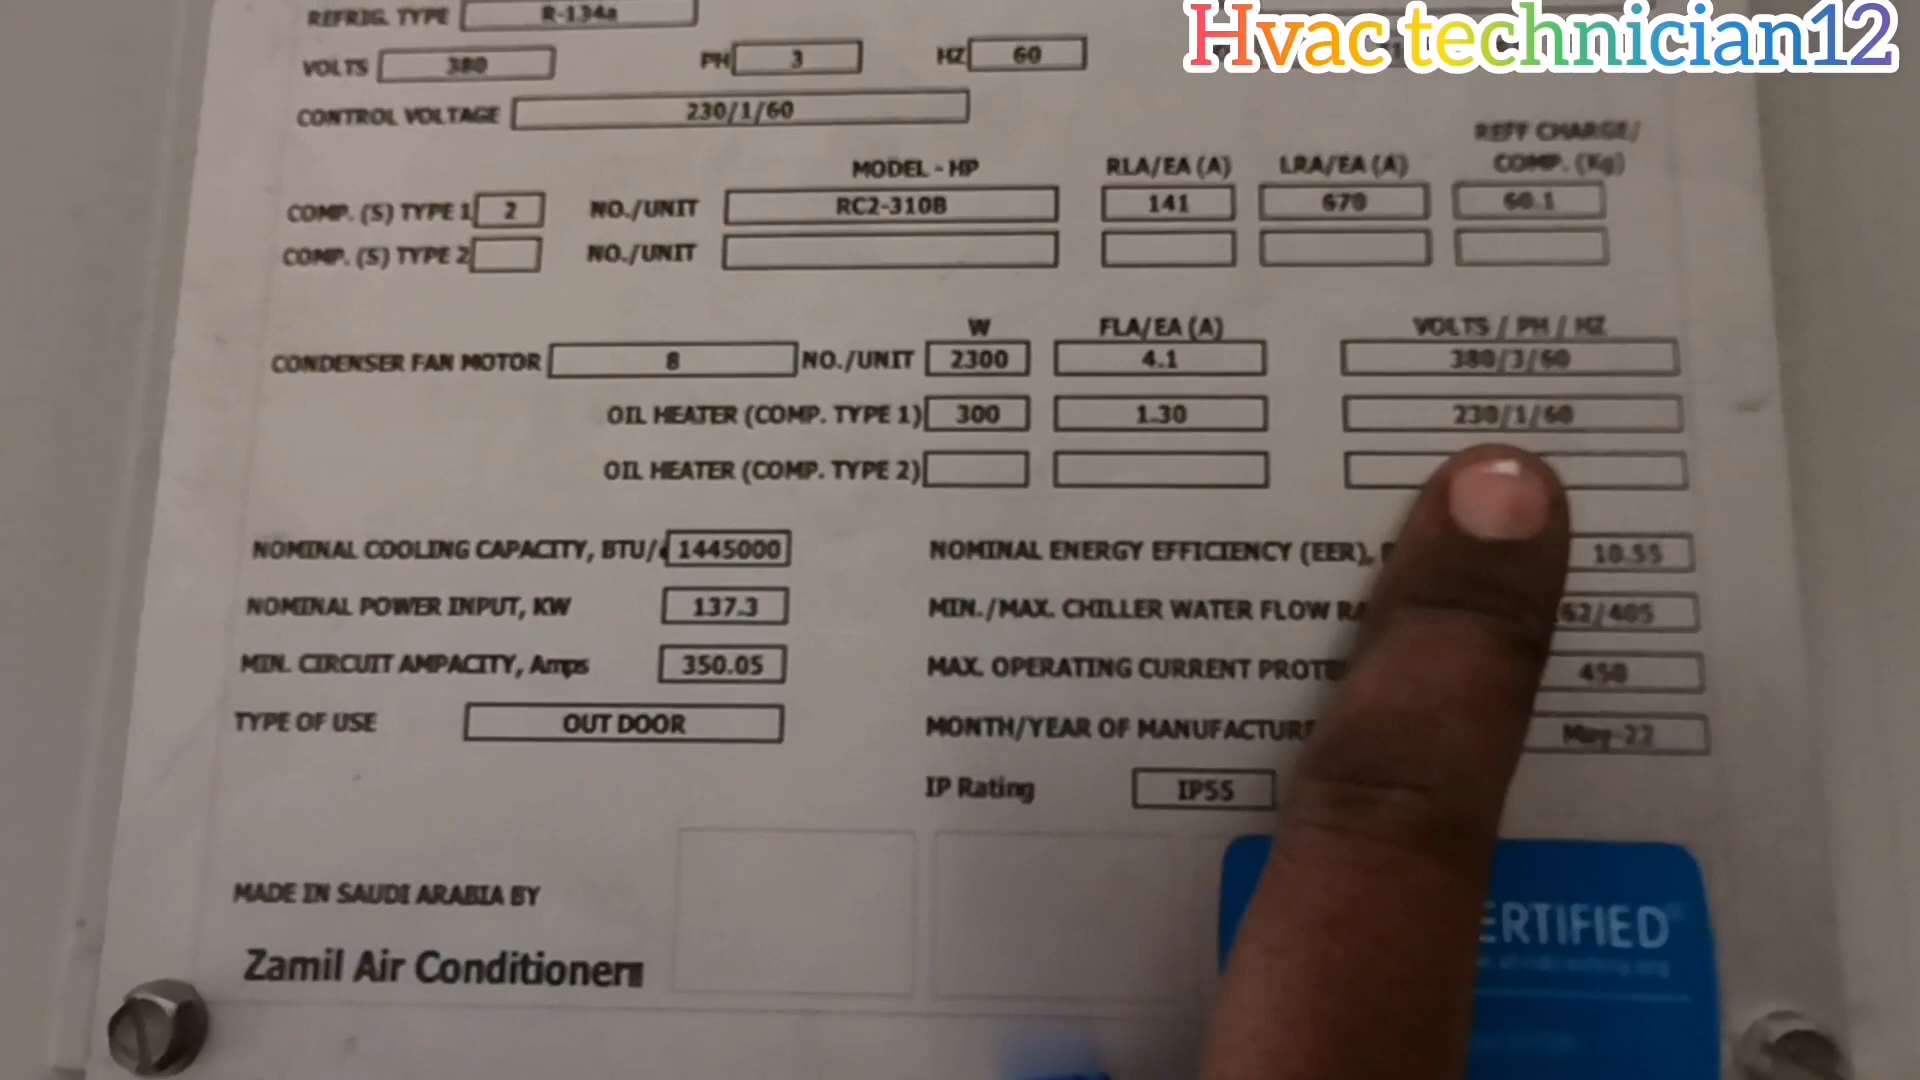 Hvac technician12
REFRIG. TYPE R-134a
VOLTS 380 PH 3 HZ 60
CONTROL VOLTAGE 230/1/60
MODEL - HP RLA/EA (A) LRA/EA (A) REFF CHARGE/ COMP. (Kg)
COMP. (S) TYPE 1 2 NO./UNIT RC2-310B 141 670 60.1
COMP. (S) TYPE 2 NO./UNIT
W FLA/EA (A) VOLTS / PH / HZ
CONDENSER FAN MOTOR 8 NO./UNIT 2300 4.1 380/3/60
OIL HEATER (COMP. TYPE 1) 300 1.30 230/1/60
OIL HEATER (COMP. TYPE 2)
NOMINAL COOLING CAPACITY, BTU/ 1445000 NOMINAL ENERGY EFFICIENCY (EER), 10.55
NOMINAL POWER INPUT, KW 137.3 MIN./MAX. CHILLER WATER FLOW RA 62/405
MIN. CIRCUIT AMPACITY, Amps 350.05 MAX. OPERATING CURRENT PROTE 450
TYPE OF USE OUT DOOR MONTH/YEAR OF MANUFACTURE May-22
IP Rating IP55
MADE IN SAUDI ARABIA BY
Zamil Air Conditioners
ERTIFIED